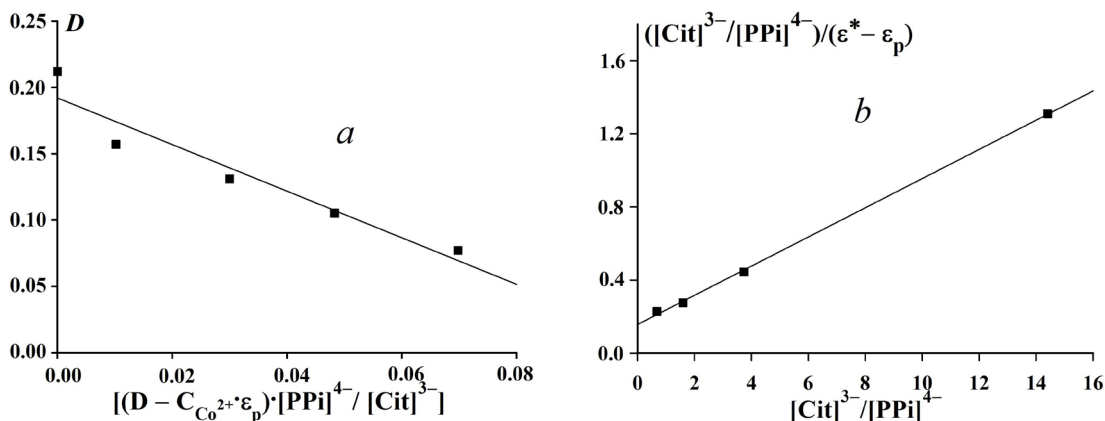 D
0.25
0.20
0.15
0.10
0.05
0.00
a
0.00 0.02 0.04 0.06 0.08
[(D – C_Co²⁺·ε_p)·[PPi]⁴⁻ / [Cit]³⁻]
([Cit]³⁻/[PPi]⁴⁻)/(ε*– ε_p)
1.6
1.2
0.8
0.4
0.0
b
0 2 4 6 8 10 12 14 16
[Cit]³⁻/[PPi]⁴⁻